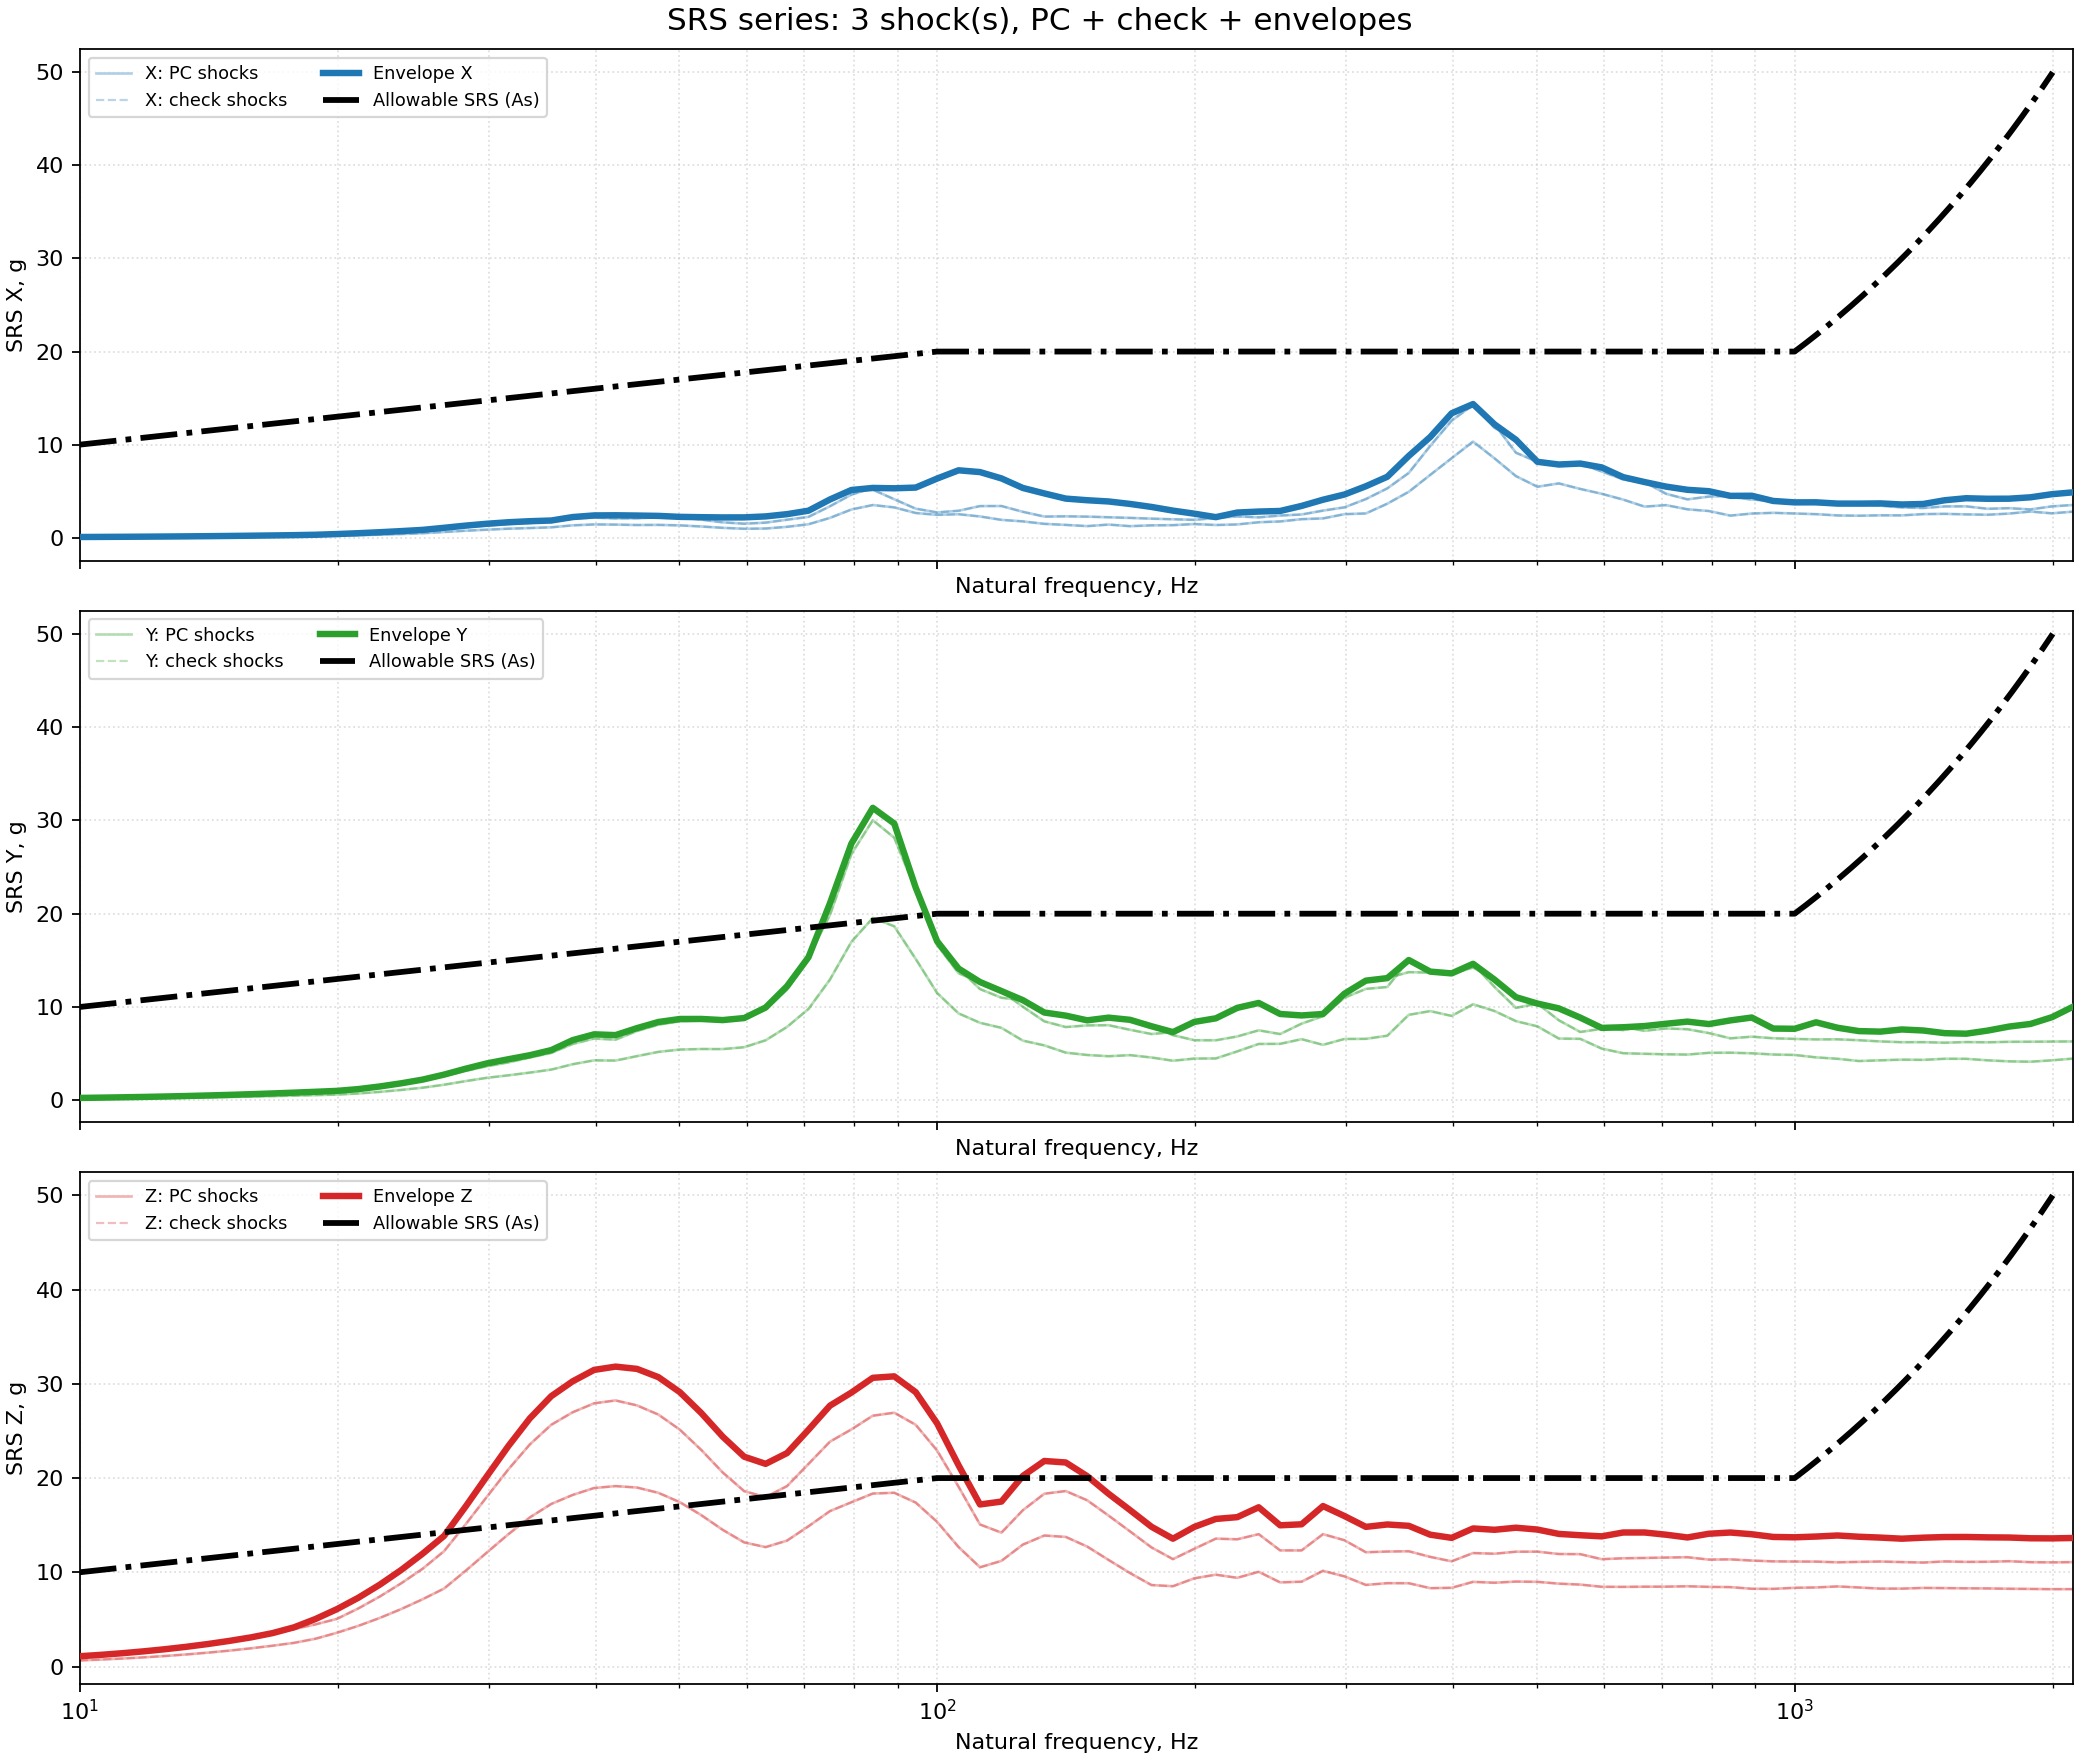 SRS series: 3 shock(s), PC + check + envelopes
X: PC shocks
X: check shocks
Envelope X
Allowable SRS (As)
50
40
30
20
10
0
SRS X, g
Natural frequency, Hz
Y: PC shocks
Y: check shocks
Envelope Y
Allowable SRS (As)
50
40
30
20
10
0
SRS Y, g
Natural frequency, Hz
Z: PC shocks
Z: check shocks
Envelope Z
Allowable SRS (As)
50
40
30
20
10
0
SRS Z, g
10¹ 10² 10³
Natural frequency, Hz